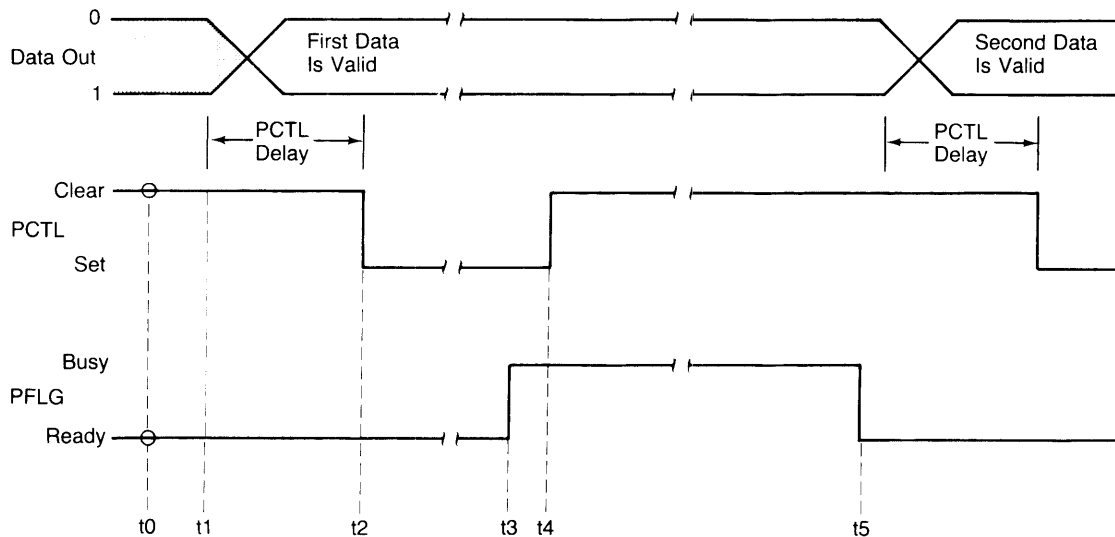 0
Data Out
1
First Data
Is Valid
Second Data
Is Valid
PCTL
Delay
PCTL
Delay
Clear
PCTL
Set
Busy
PFLG
Ready
t0
t1
t2
t3
t4
t5